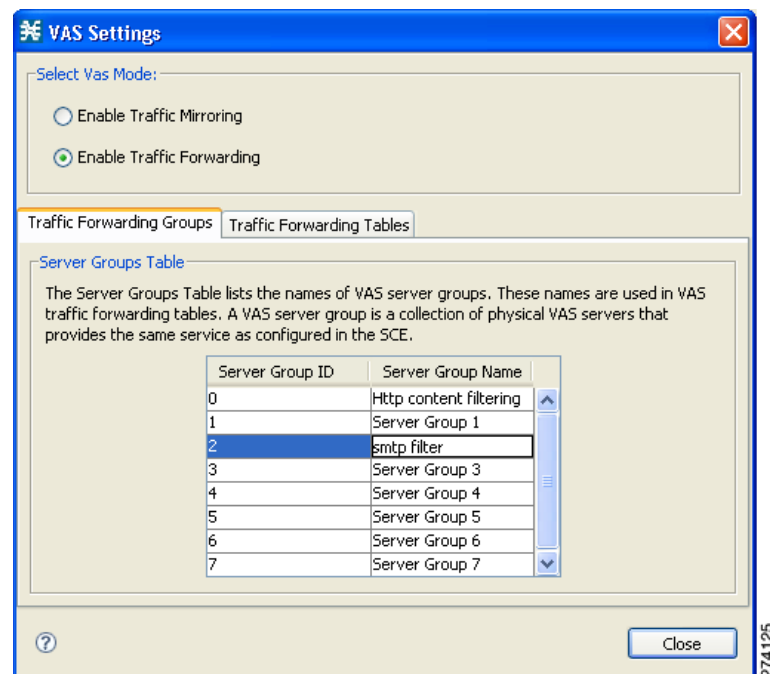 VAS Settings
Select Vas Mode:
Enable Traffic Mirroring
Enable Traffic Forwarding
Traffic Forwarding Groups
Traffic Forwarding Tables
Server Groups Table
The Server Groups Table lists the names of VAS server groups. These names are used in VAS
traffic forwarding tables. A VAS server group is a collection of physical VAS servers that
provides the same service as configured in the SCE.
Server Group ID Server Group Name
0 Http content filtering
1 Server Group 1
2 smtp filter
3 Server Group 3
4 Server Group 4
5 Server Group 5
6 Server Group 6
7 Server Group 7
?
Close
274125